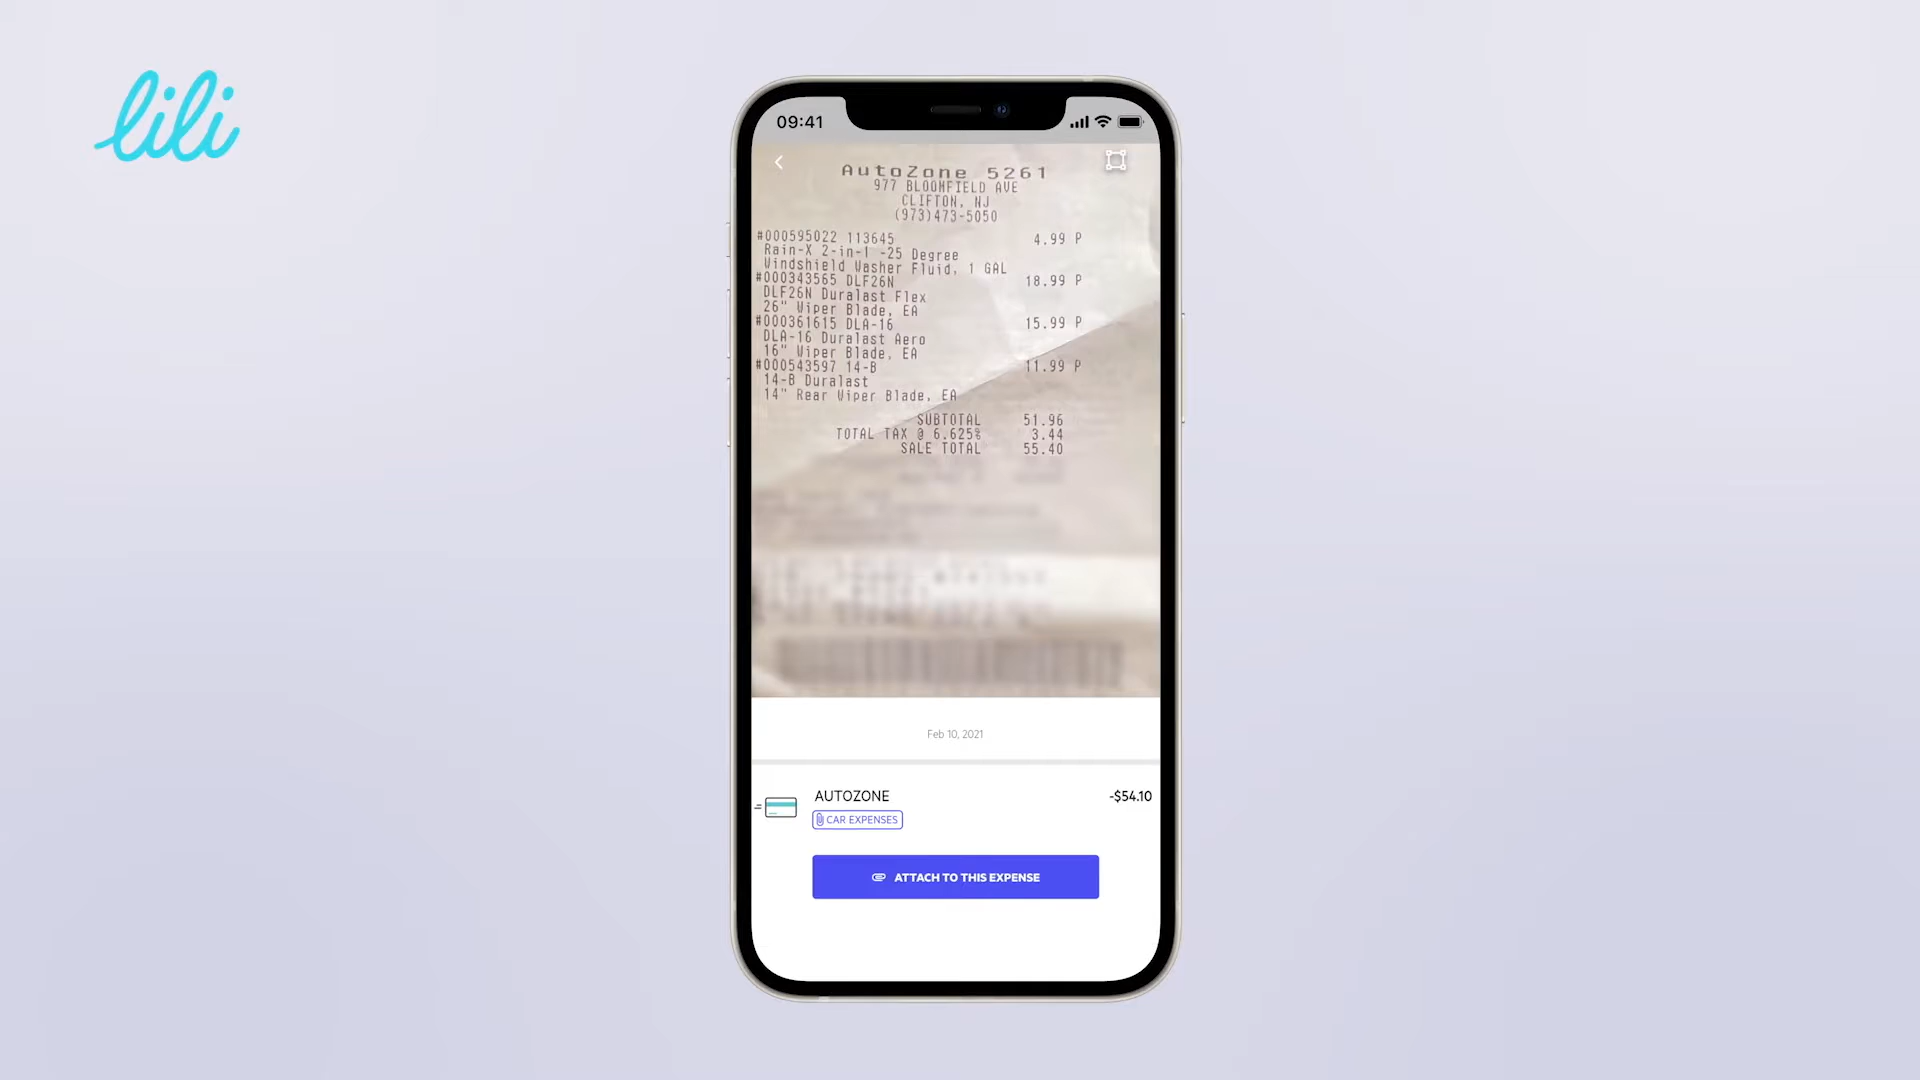 lili
09:41
AutoZone 5261
977 BLOOMFIELD AVE
CLIFTON, NJ
(973)473-5050
#000595022 113645 4.99 P
Rain-X 2-in-1 -25 Degree
Windshield Washer Fluid, 1 GAL
#000343565 DLF26N 18.99 P
DLF26N Duralast Flex
26" Wiper Blade, EA
#000361615 DLA-16 15.99 P
DLA-16 Duralast Aero
16" Wiper Blade, EA
#000543597 14-B 11.99 P
14-B Duralast
14" Rear Wiper Blade, EA
SUBTOTAL 51.96
TOTAL TAX @ 6.625% 3.44
SALE TOTAL 55.40
Feb 10, 2021
AUTOZONE -$54.10
CAR EXPENSES
ATTACH TO THIS EXPENSE